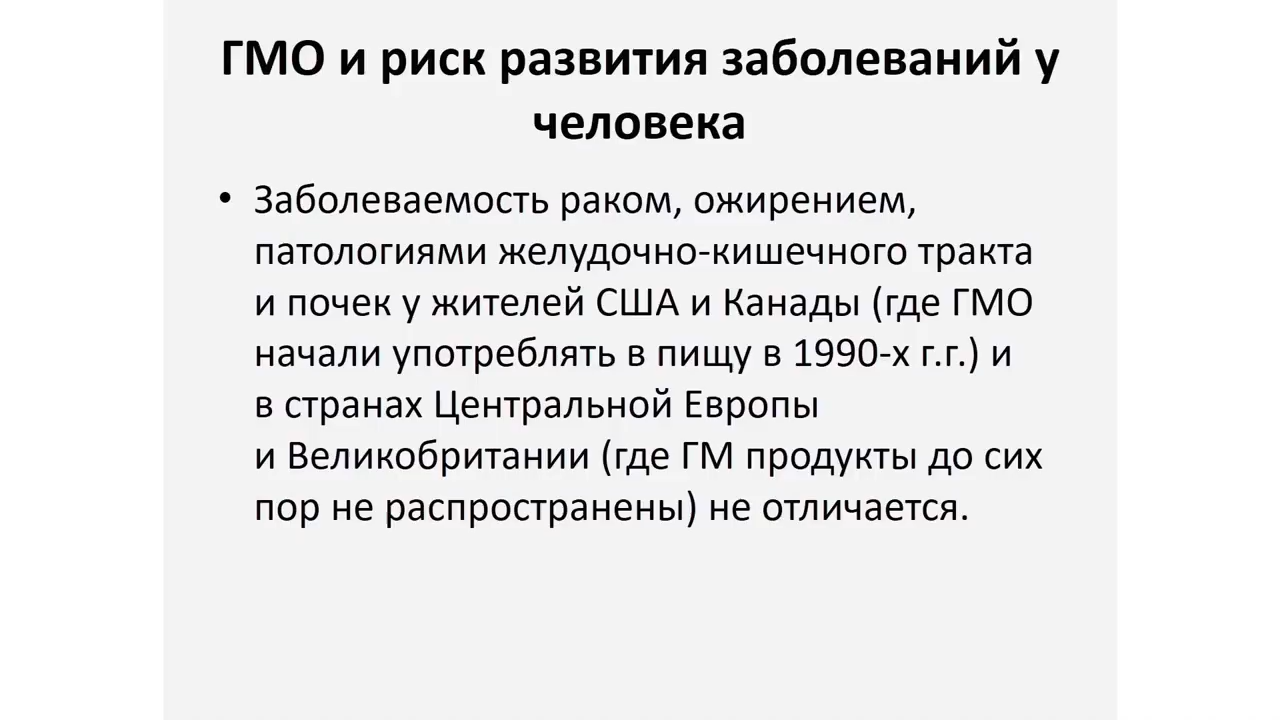 ГМО и риск развития заболеваний у
человека
• Заболеваемость раком, ожирением,
патологиями желудочно-кишечного тракта
и почек у жителей США и Канады (где ГМО
начали употреблять в пищу в 1990-х г.г.) и
в странах Центральной Европы
и Великобритании (где ГМ продукты до сих
пор не распространены) не отличается.